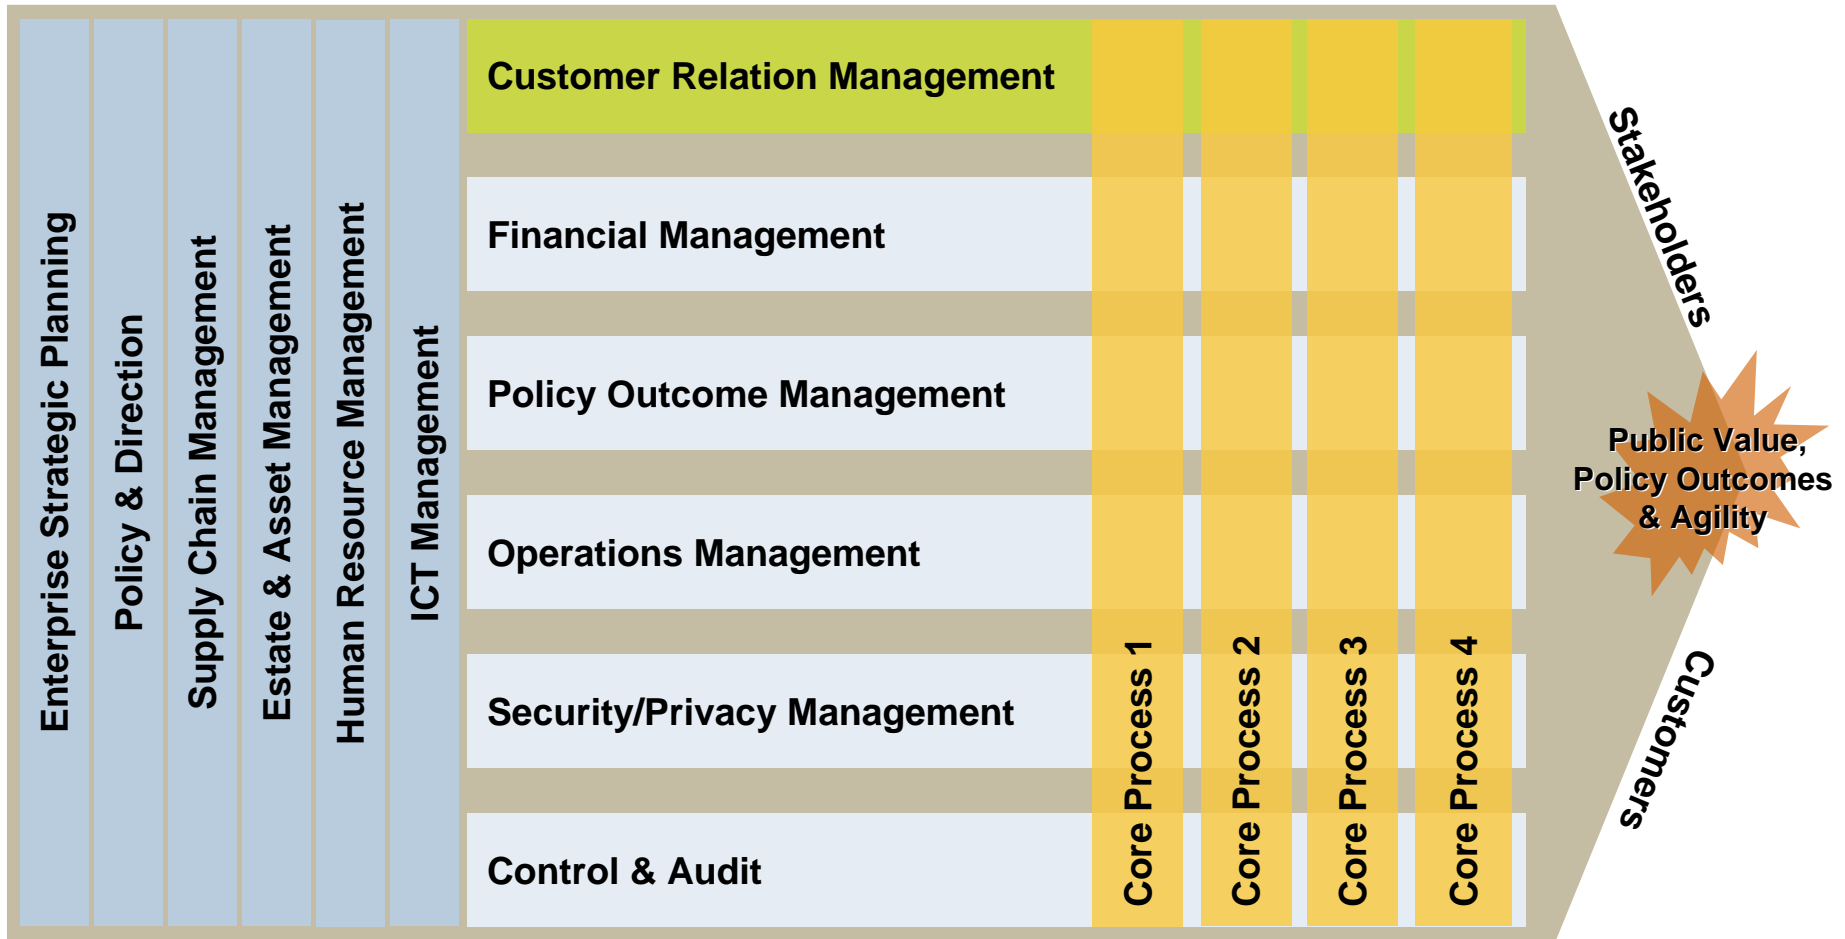 Enterprise Strategic Planning
Policy & Direction
Supply Chain Management
Estate & Asset Management
Human Resource Management
ICT Management
Customer Relation Management
Financial Management
Policy Outcome Management
Operations Management
Security/Privacy Management
Control & Audit
Core Process 1
Core Process 2
Core Process 3
Core Process 4
Stakeholders
Public Value,
Policy Outcomes
& Agility
Customers